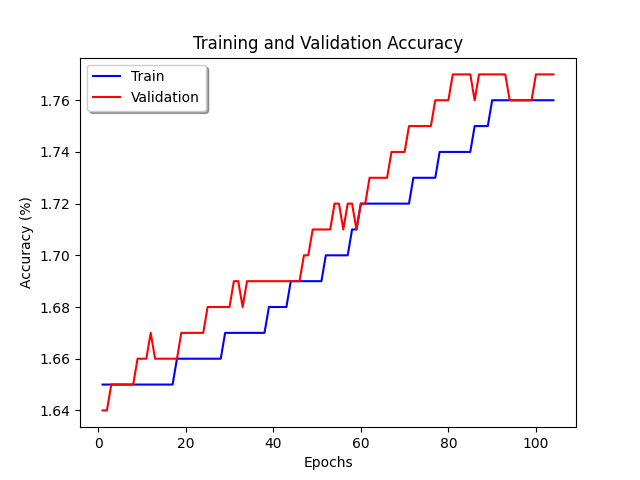 Training and Validation Accuracy
Train
Validation
Accuracy (%)
1.76
1.74
1.72
1.70
1.68
1.66
1.64
0 20 40 60 80 100
Epochs